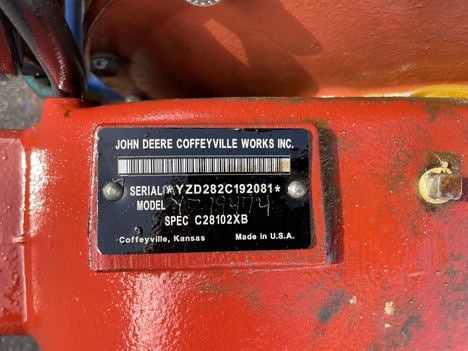 JOHN DEERE COFFEYVILLE WORKS INC.
SERIAL *YZD282C192081*
MODEL
SPEC C28102XB
Coffeyville, Kansas Made in U.S.A.